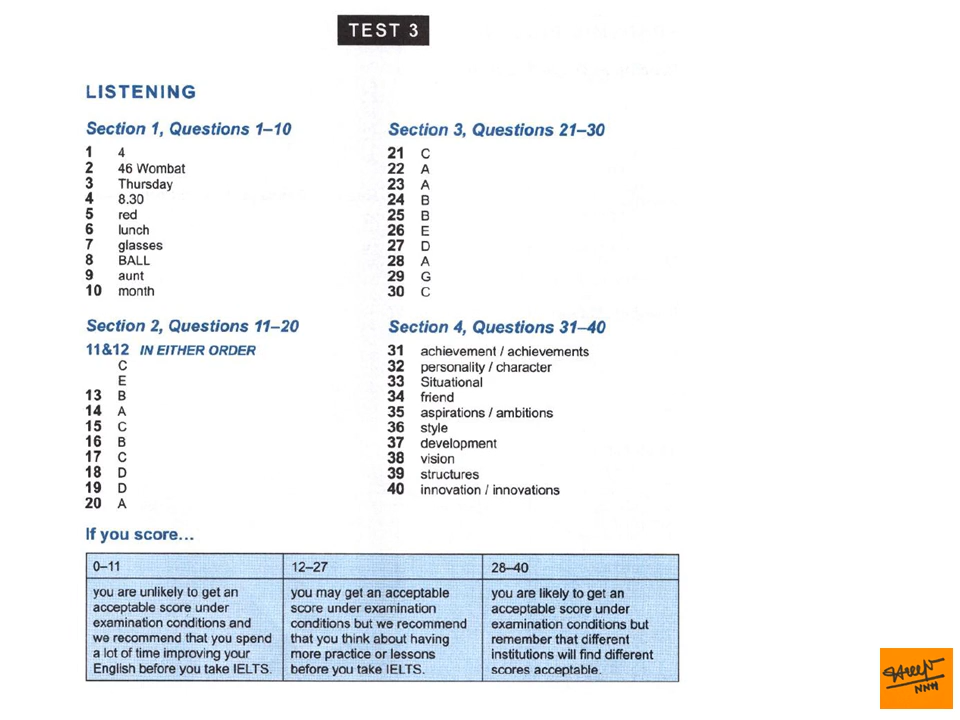 TEST 3
LISTENING
Section 1, Questions 1–10
1 4
2 46 Wombat
3 Thursday
4 8.30
5 red
6 lunch
7 glasses
8 BALL
9 aunt
10 month
Section 2, Questions 11–20
11&12 IN EITHER ORDER
C
E
13 B
14 A
15 C
16 B
17 C
18 D
19 D
20 A
Section 3, Questions 21–30
21 C
22 A
23 A
24 B
25 B
26 E
27 D
28 A
29 G
30 C
Section 4, Questions 31–40
31 achievement / achievements
32 personality / character
33 Situational
34 friend
35 aspirations / ambitions
36 style
37 development
38 vision
39 structures
40 innovation / innovations
If you score...
0–11
you are unlikely to get an
acceptable score under
examination conditions and
we recommend that you spend
a lot of time improving your
English before you take IELTS.
12–27
you may get an acceptable
score under examination
conditions but we recommend
that you think about having
more practice or lessons
before you take IELTS.
28–40
you are likely to get an
acceptable score under
examination conditions but
remember that different
institutions will find different
scores acceptable.
NNH